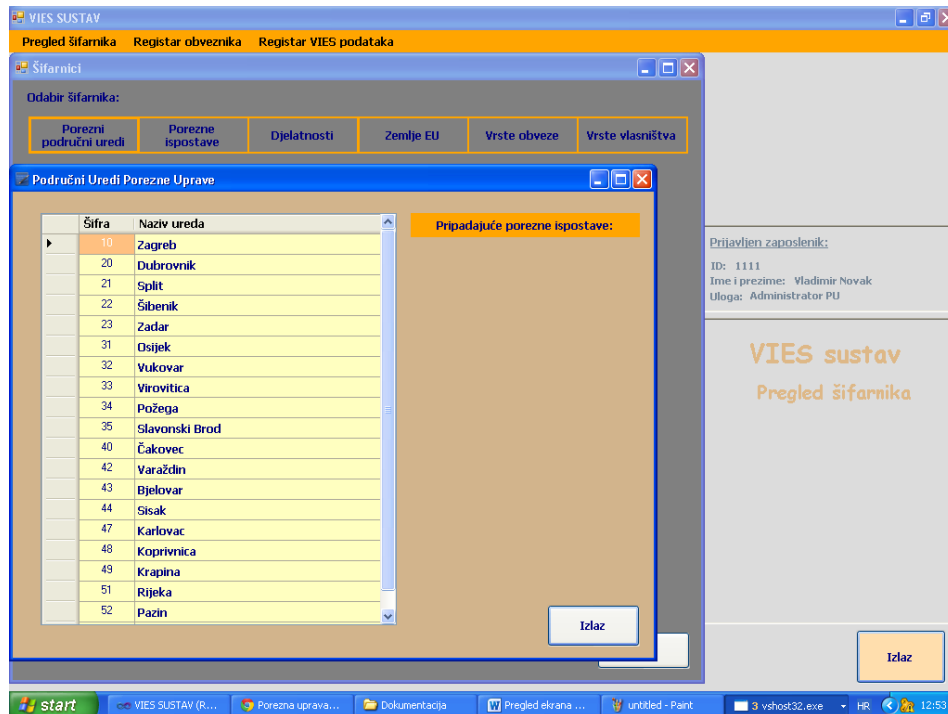 VIES SUSTAV
Pregled šifarnika Registar obveznika Registar VIES podataka
Šifarnici
Odabir šifarnika:
Porezni područni uredi
Porezne ispostave
Djelatnosti
Zemlje EU
Vrste obveze
Vrste vlasništva
Područni Uredi Porezne Uprave
Šifra Naziv ureda
10 Zagreb
20 Dubrovnik
21 Split
22 Šibenik
23 Zadar
31 Osijek
32 Vukovar
33 Virovitica
34 Požega
35 Slavonski Brod
40 Čakovec
42 Varaždin
43 Bjelovar
44 Sisak
47 Karlovac
48 Koprivnica
49 Krapina
51 Rijeka
52 Pazin
Pripadajuće porezne ispostave:
Izlaz
Prijavljen zaposlenik:
ID: 1111
Ime i prezime: Vladimir Novak
Uloga: Administrator PU
VIES sustav
Pregled šifarnika
Izlaz
start
VIES SUSTAV (R...
Porezna uprava...
Dokumentacija
Pregled ekrana ...
untitled - Paint
3 vshost32.exe
HR